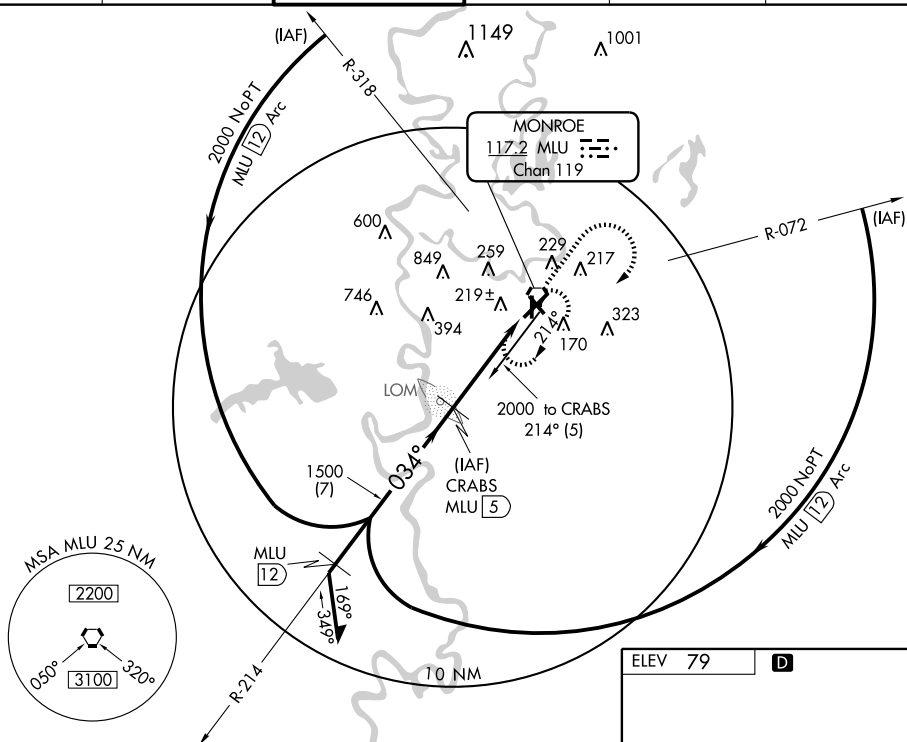 (IAF)
1149
1001
R-318
2000 NoPT
MLU 12 Arc
MONROE
117.2 MLU
Chan 119
(IAF)
R-072
600
849
259
229
217
746
219±
394
170
323
214°
LOM
2000 to CRABS
214° (5)
034°
(IAF)
CRABS
MLU 5
1500
(7)
2000 NoPT
MLU 12 Arc
MLU
12
169°
349°
MSA MLU 25 NM
2200
050°
320°
3100
R-214
10 NM
ELEV 79
D